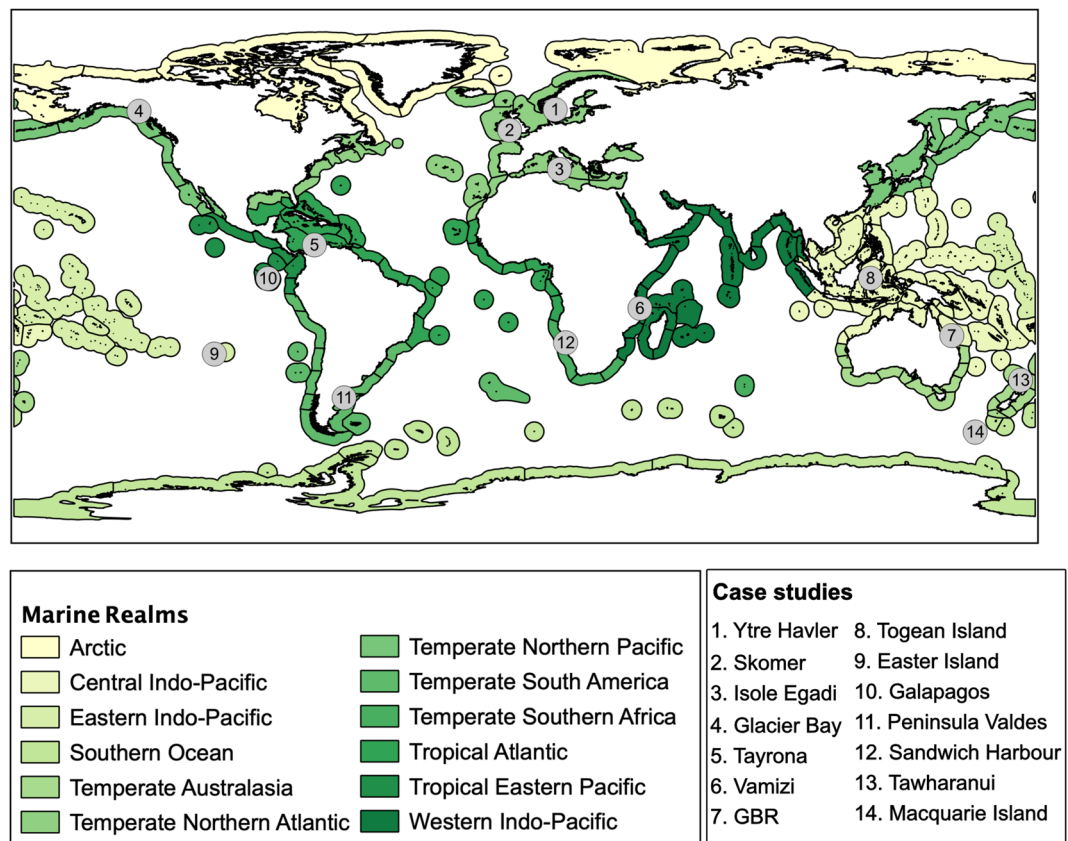 1
4
2
3
5
10
6
8
9
12
7
11
13
14
Marine Realms
Arctic
Central Indo-Pacific
Eastern Indo-Pacific
Southern Ocean
Temperate Australasia
Temperate Northern Atlantic
Temperate Northern Pacific
Temperate South America
Temperate Southern Africa
Tropical Atlantic
Tropical Eastern Pacific
Western Indo-Pacific
Case studies
1. Ytre Havler
2. Skomer
3. Isole Egadi
4. Glacier Bay
5. Tayrona
6. Vamizi
7. GBR
8. Togean Island
9. Easter Island
10. Galapagos
11. Peninsula Valdes
12. Sandwich Harbour
13. Tawharanui
14. Macquarie Island